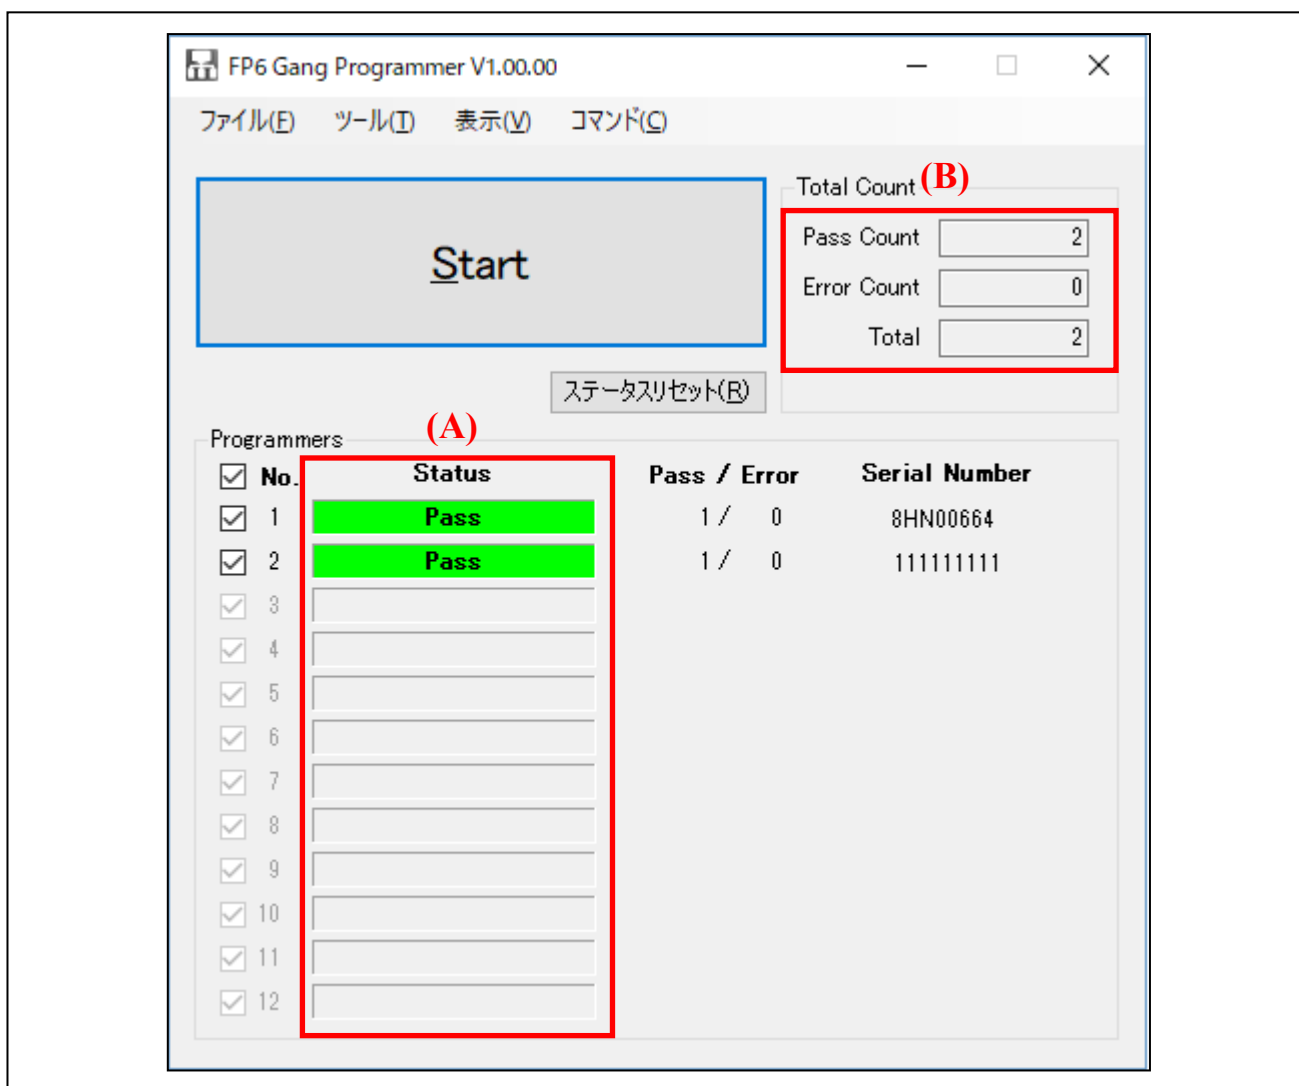 FP6 Gang Programmer V1.00.00
ファイル(F) ツール(T) 表示(V) コマンド(C)
Start
Total Count (B)
Pass Count 2
Error Count 0
Total 2
ステータスリセット(R)
Programmers (A)
No. Status Pass / Error Serial Number
1 Pass 1 / 0 8HN00664
2 Pass 1 / 0 111111111
3
4
5
6
7
8
9
10
11
12